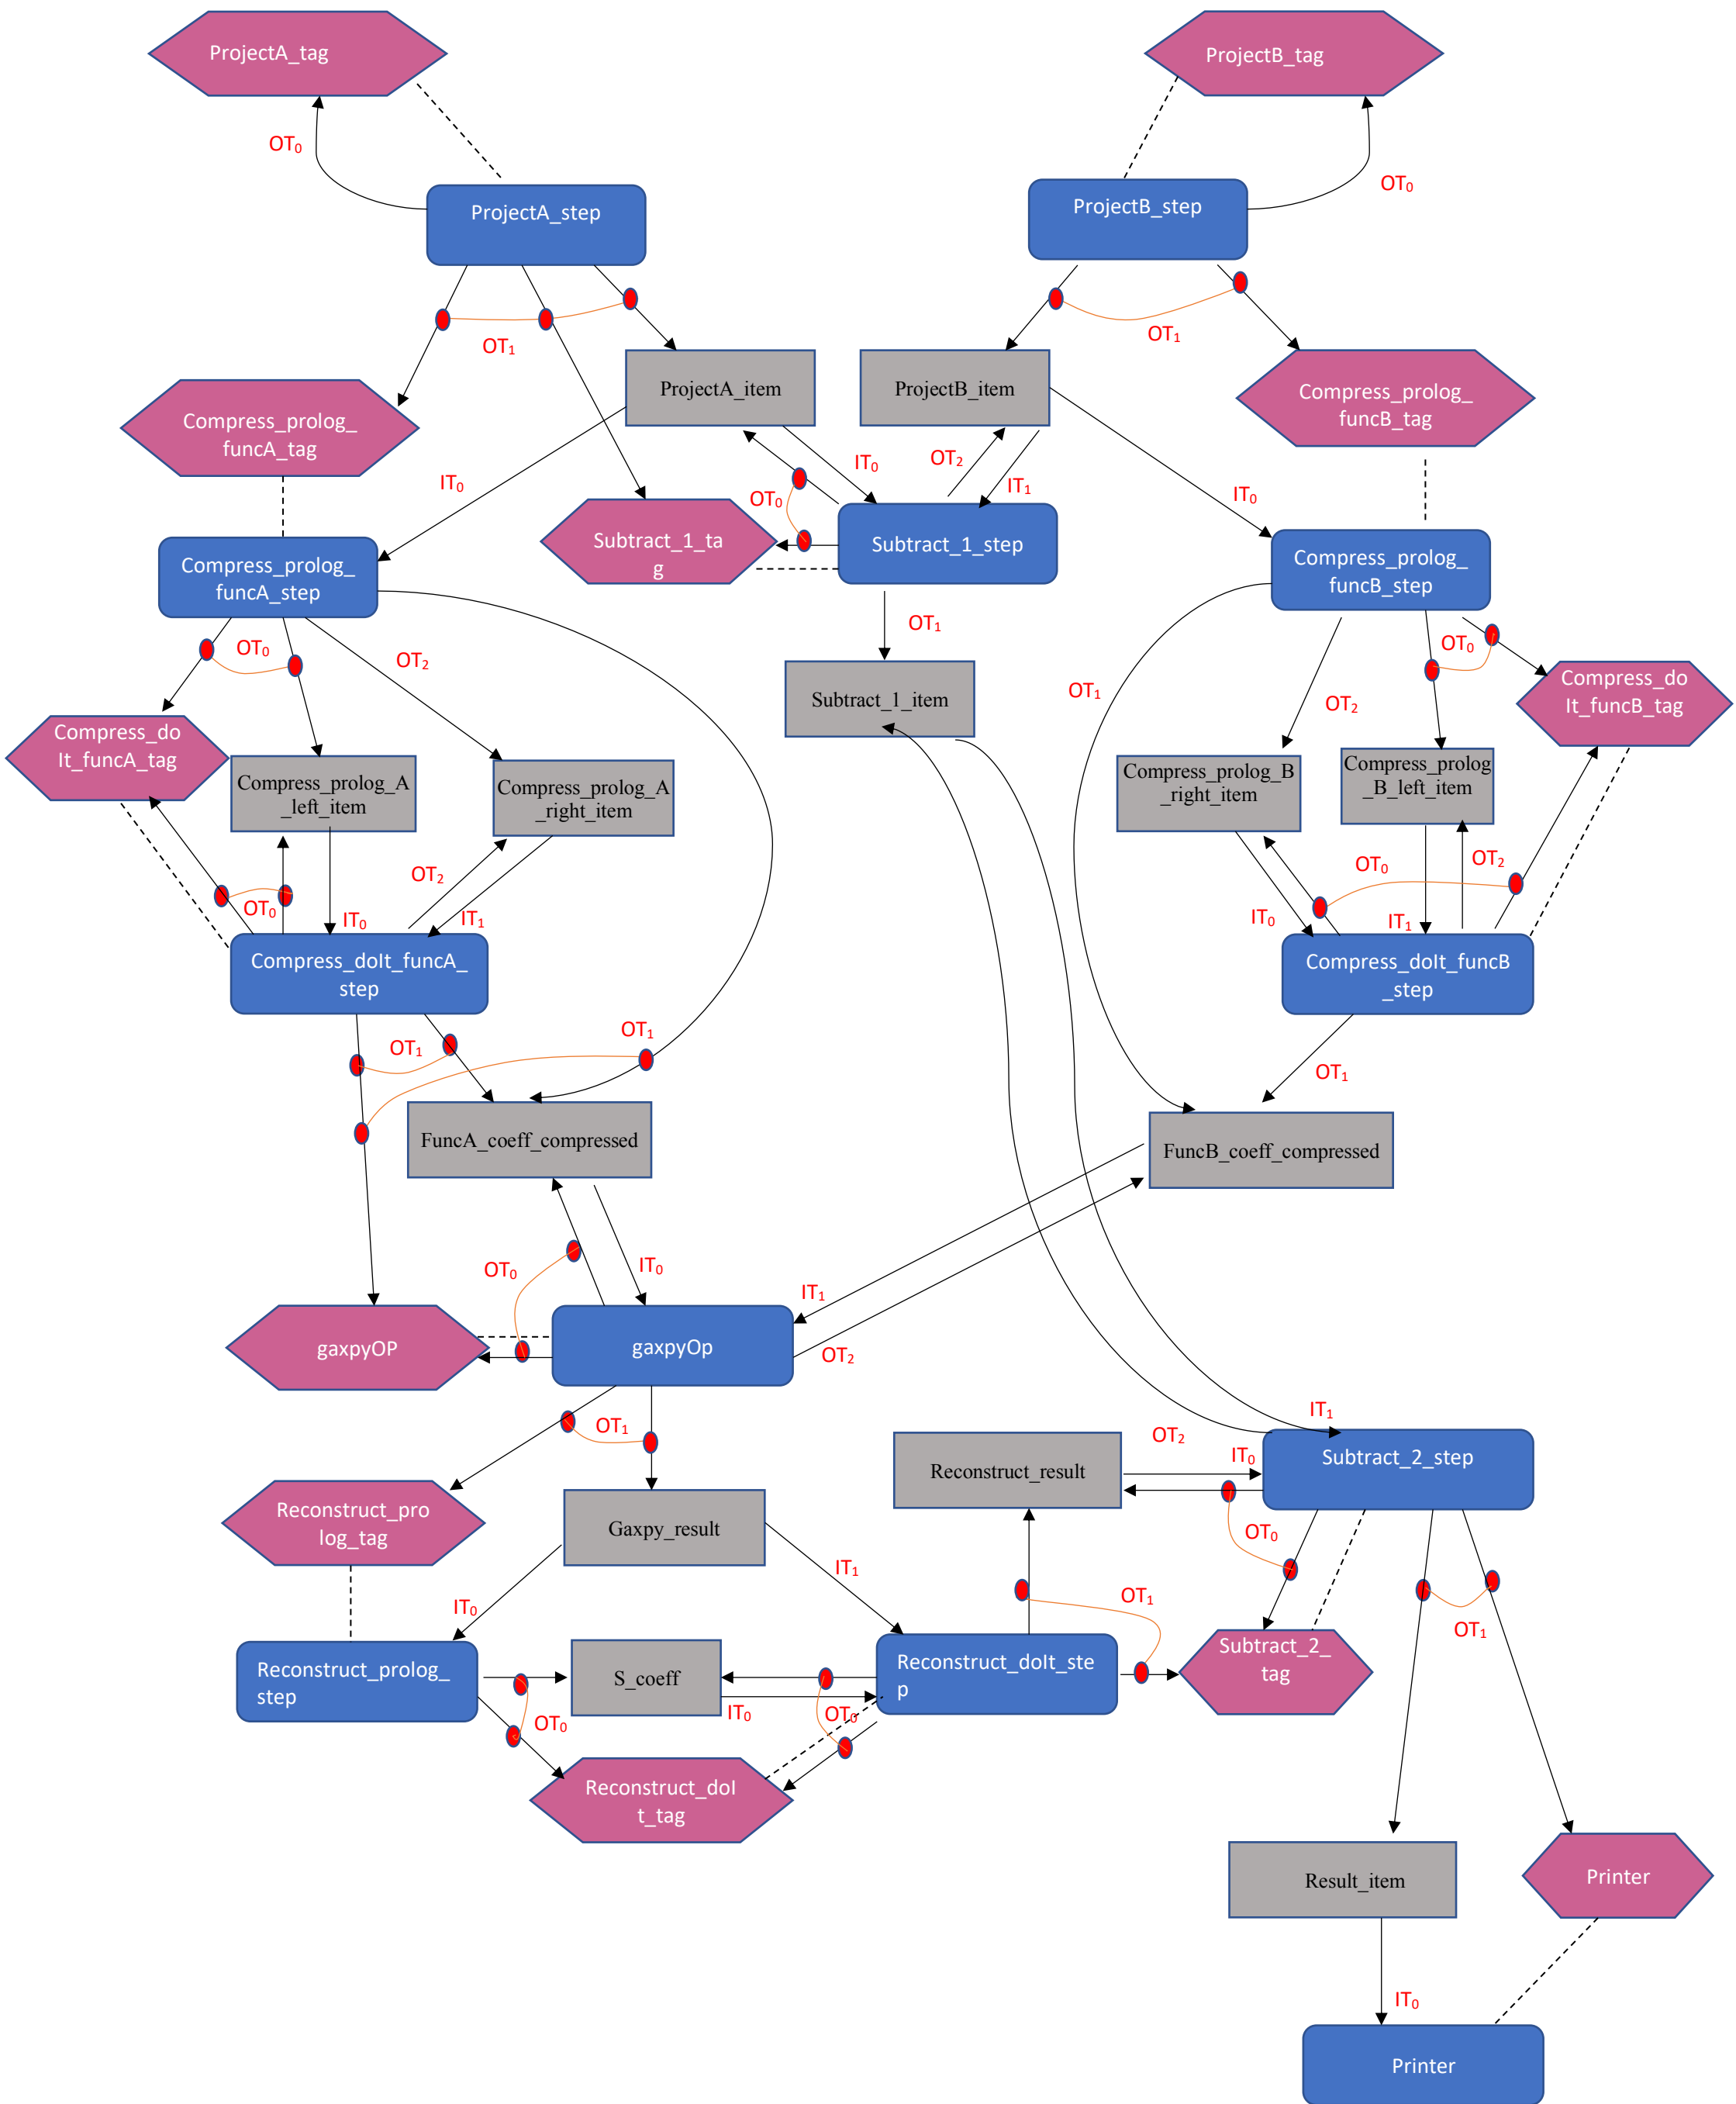 ProjectA_tag
ProjectB_tag
OT₀
OT₀
ProjectA_step
ProjectB_step
OT₁
OT₁
ProjectA_item
ProjectB_item
Compress_prolog_
funcA_tag
Compress_prolog_
funcB_tag
IT₀
IT₀
OT₂
IT₁
IT₀
OT₀
Subtract_1_ta
g
Subtract_1_step
Compress_prolog_
funcA_step
Compress_prolog_
funcB_step
OT₁
OT₀
OT₂
OT₀
OT₁
OT₂
Subtract_1_item
Compress_do
It_funcA_tag
Compress_do
It_funcB_tag
Compress_prolog_A
_left_item
Compress_prolog_A
_right_item
Compress_prolog_B
_right_item
Compress_prolog
_B_left_item
OT₂
OT₀
OT₂
OT₀
IT₀
IT₁
IT₀
IT₁
Compress_doIt_funcA_
step
Compress_doIt_funcB
_step
OT₁
OT₁
OT₁
FuncA_coeff_compressed
FuncB_coeff_compressed
OT₀
IT₀
IT₁
gaxpyOP
gaxpyOp
OT₂
OT₁
IT₁
OT₂
IT₀
Reconstruct_result
Subtract_2_step
Reconstruct_pro
log_tag
Gaxpy_result
OT₀
IT₁
IT₀
OT₁
OT₁
Reconstruct_prolog_
step
S_coeff
Reconstruct_doIt_ste
p
Subtract_2_
tag
OT₀
IT₀
OT₀
Reconstruct_doI
t_tag
Result_item
Printer
IT₀
Printer